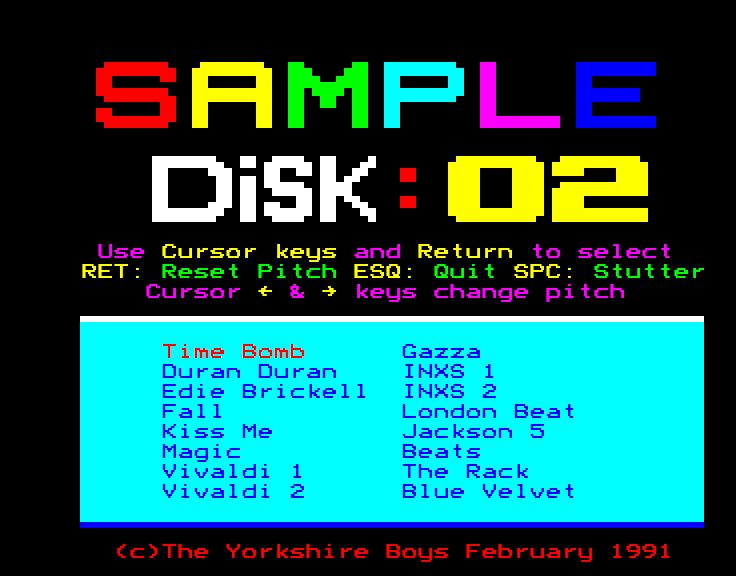 SAMPLE
DiSK:02
Use Cursor keys and Return to select
RET: Reset Pitch ESQ: Quit SPC: Stutter
Cursor ← & → keys change pitch
Time Bomb Gazza
Duran Duran INXS 1
Edie Brickell INXS 2
Fall London Beat
Kiss Me Jackson 5
Magic Beats
Vivaldi 1 The Rack
Vivaldi 2 Blue Velvet
(c)The Yorkshire Boys February 1991